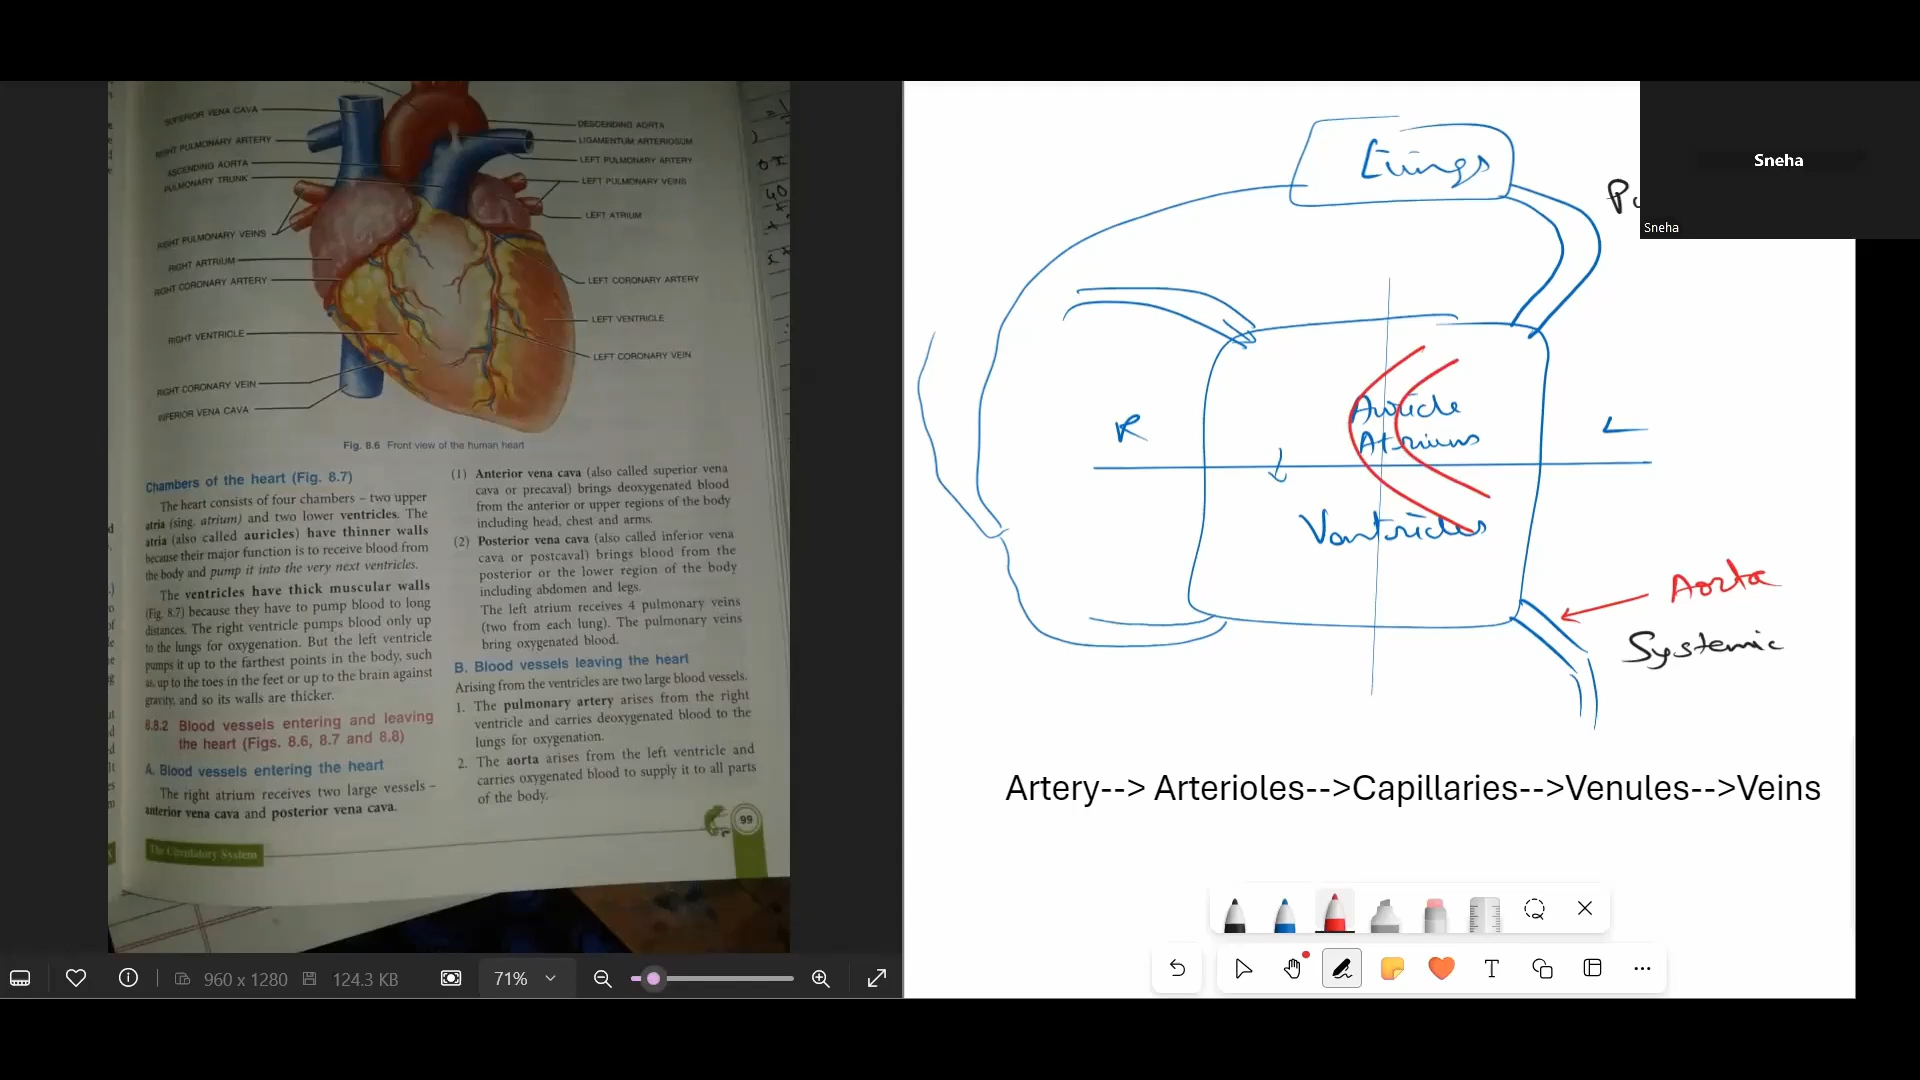 SUPERIOR VENA CAVA
RIGHT PULMONARY ARTERY
ASCENDING AORTA
PULMONARY TRUNK
RIGHT PULMONARY VEINS
RIGHT ARTRIUM
RIGHT CORONARY ARTERY
RIGHT VENTRICLE
RIGHT CORONARY VEIN
INFERIOR VENA CAVA
DESCENDING AORTA
LIGAMENTUM ARTERIOSUM
LEFT PULMONARY ARTERY
LEFT PULMONARY VEINS
LEFT ATRIUM
LEFT CORONARY ARTERY
LEFT VENTRICLE
LEFT CORONARY VEIN
Fig. 8.6 Front view of the human heart
Chambers of the heart (Fig. 8.7)
The heart consists of four chambers – two upper
atria (sing. atrium) and two lower ventricles. The
atria (also called auricles) have thinner walls
because their major function is to receive blood from
the body and pump it into the very next ventricles.
The ventricles have thick muscular walls
(Fig. 8.7) because they have to pump blood to long
distances. The right ventricle pumps blood only up
to the lungs for oxygenation. But the left ventricle
pumps it up to the farthest points in the body, such
as, up to the toes in the feet or up to the brain against
gravity, and so its walls are thicker.
8.8.2 Blood vessels entering and leaving
the heart (Figs. 8.6, 8.7 and 8.8)
A. Blood vessels entering the heart
The right atrium receives two large vessels –
anterior vena cava and posterior vena cava.
(1) Anterior vena cava (also called superior vena
cava or precaval) brings deoxygenated blood
from the anterior or upper regions of the body
including head, chest and arms.
(2) Posterior vena cava (also called inferior vena
cava or postcaval) brings blood from the
posterior or the lower region of the body
including abdomen and legs.
The left atrium receives 4 pulmonary veins
(two from each lung). The pulmonary veins
bring oxygenated blood.
B. Blood vessels leaving the heart
Arising from the ventricles are two large blood vessels.
1. The pulmonary artery arises from the right
ventricle and carries deoxygenated blood to the
lungs for oxygenation.
2. The aorta arises from the left ventricle and
carries oxygenated blood to supply it to all parts
of the body.
The Circulatory System
99
960 x 1280
124.3 KB
71%
Lungs
Pu
Sneha
Sneha
R
L
Auricle
Atriums
Ventricles
Aorta
Systemic
Artery--> Arterioles-->Capillaries-->Venules-->Veins